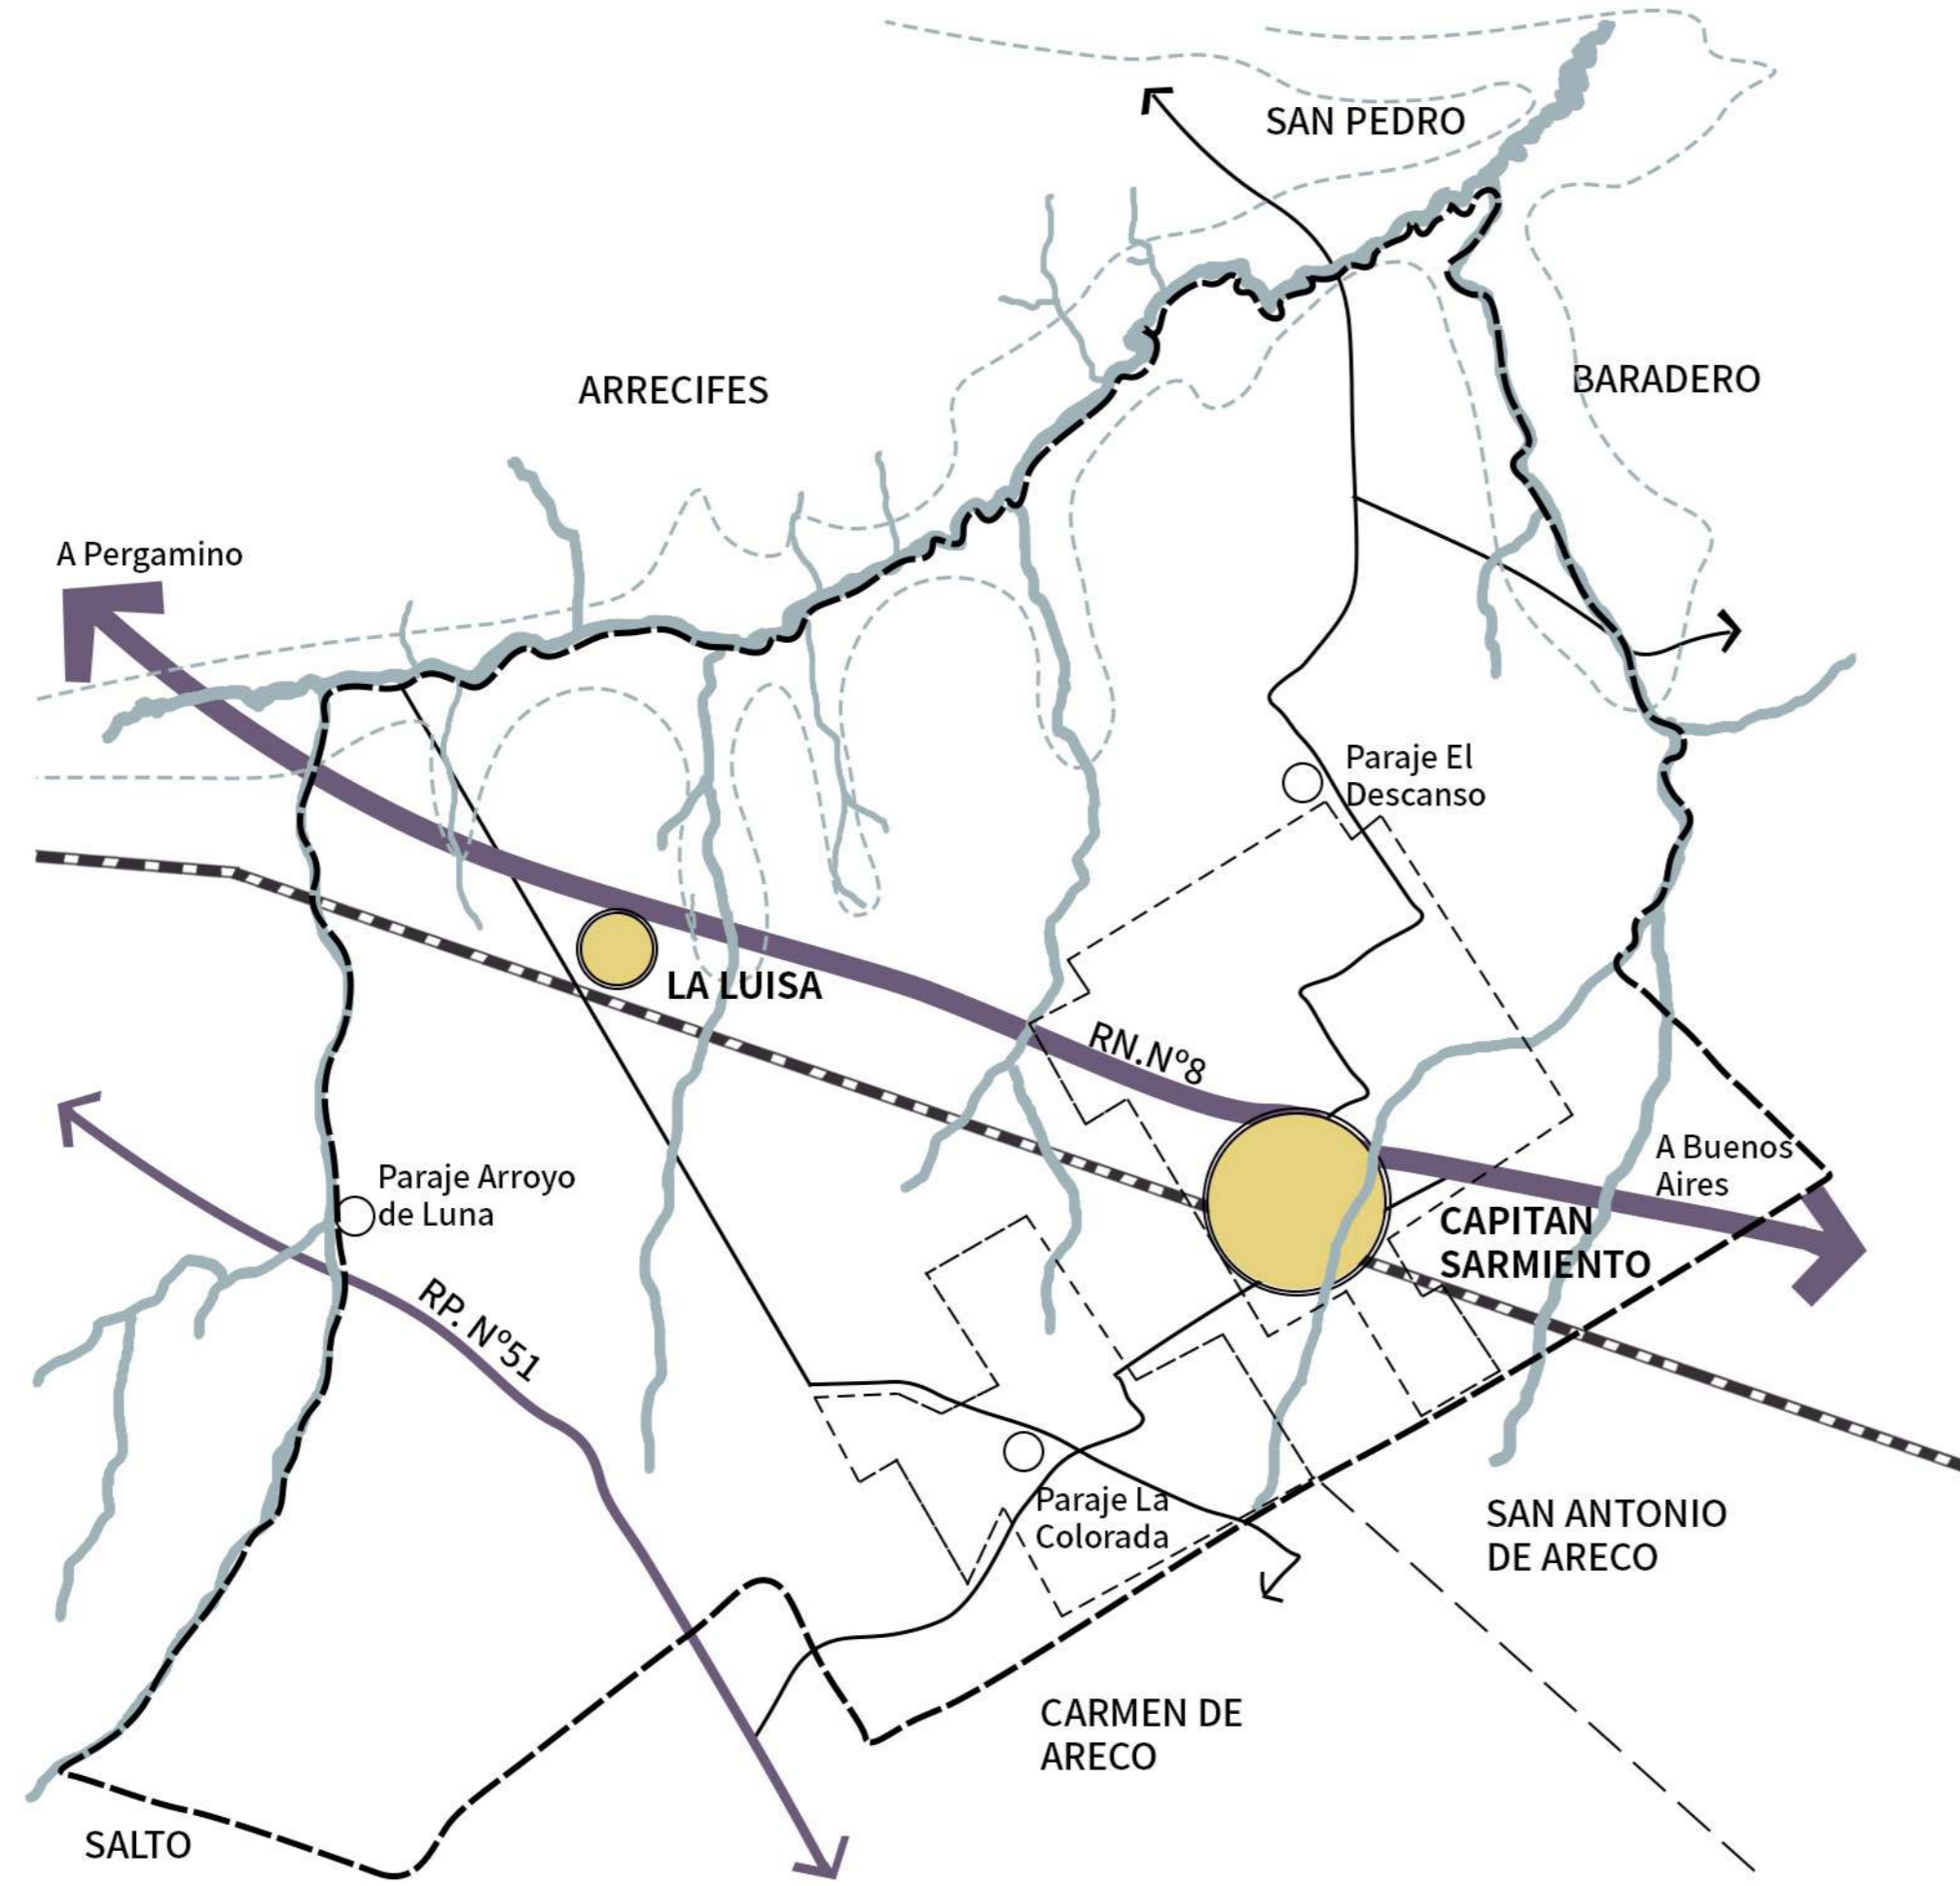 SAN PEDRO
ARRECIFES
BARADERO
A Pergamino
Paraje El
Descanso
LA LUISA
RN.Nº8
A Buenos
Aires
Paraje Arroyo
de Luna
CAPITAN
SARMIENTO
RP. Nº51
Paraje La
Colorada
SAN ANTONIO
DE ARECO
CARMEN DE
ARECO
SALTO